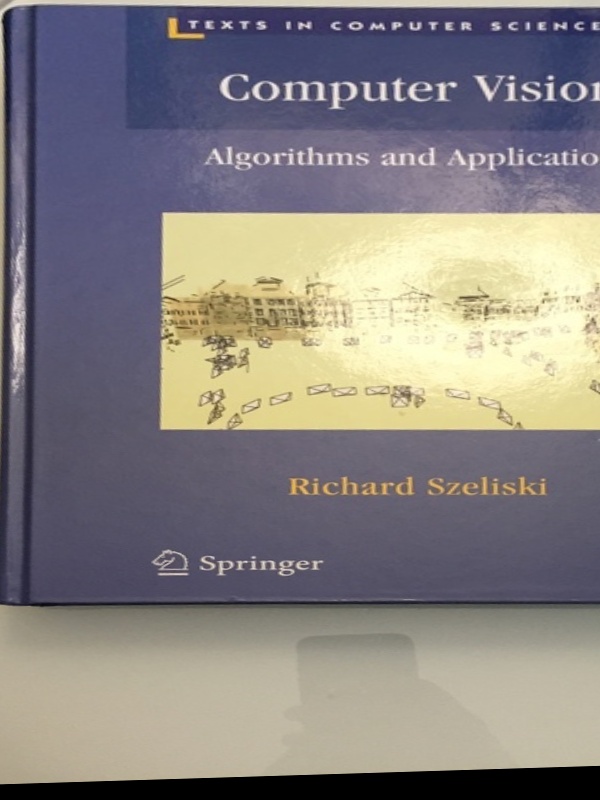 TEXTS IN COMPUTER SCIENCE
Computer Vision
Algorithms and Applicatio
Richard Szeliski
Springer